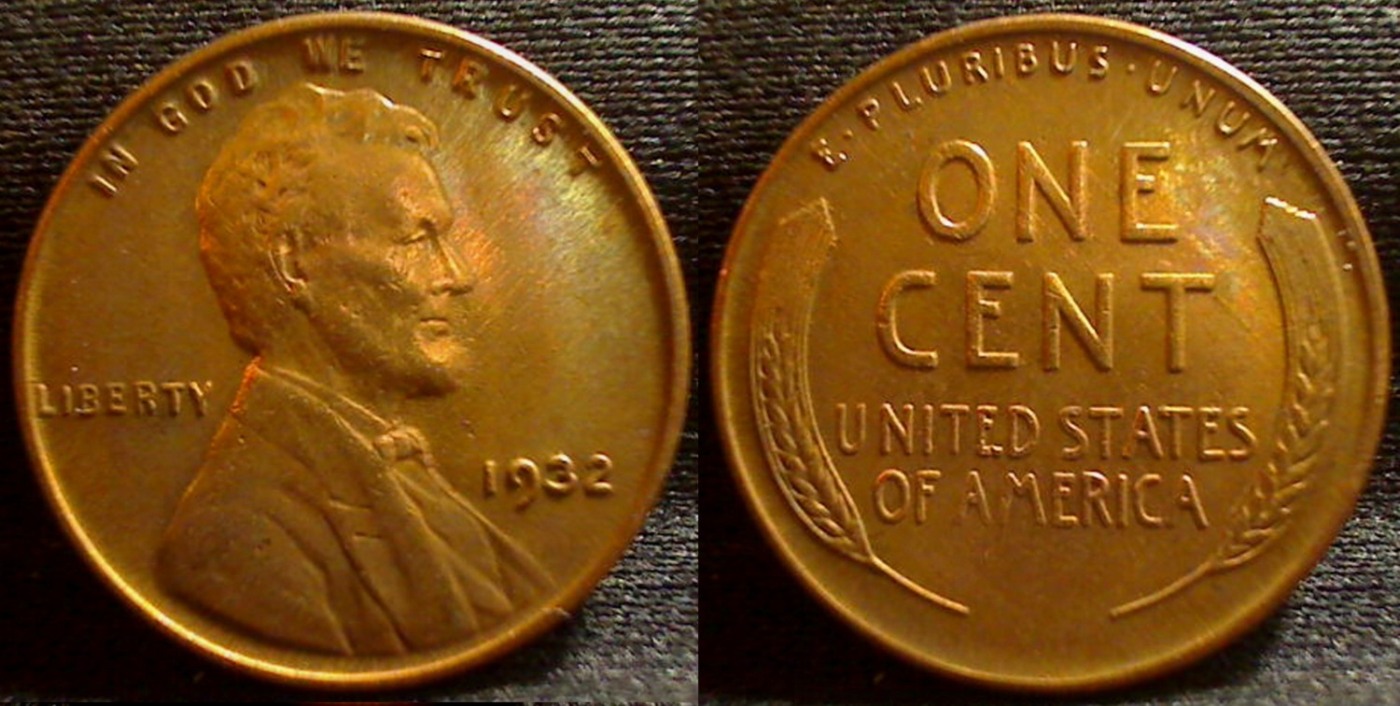 IN GOD WE TRUST
LIBERTY
1932
E·PLURIBUS·UNUM
ONE
CENT
UNITED STATES
OF AMERICA